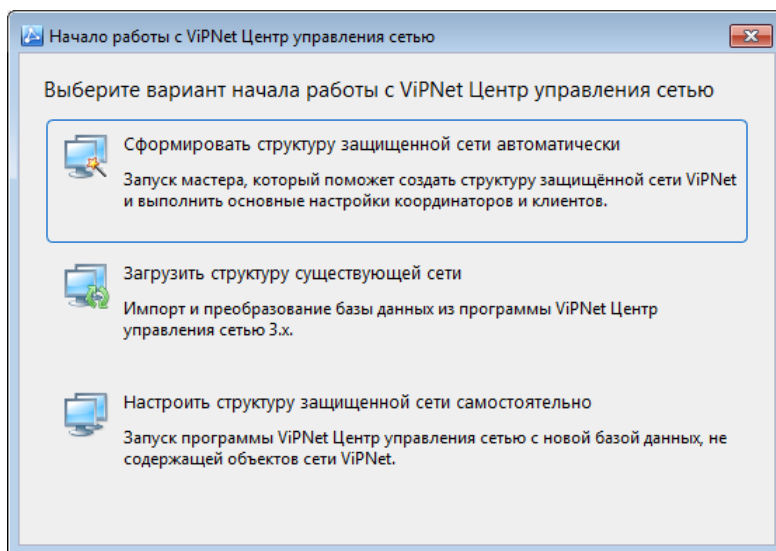 Начало работы с ViPNet Центр управления сетью
Выберите вариант начала работы с ViPNet Центр управления сетью
Сформировать структуру защищенной сети автоматически
Запуск мастера, который поможет создать структуру защищённой сети ViPNet
и выполнить основные настройки координаторов и клиентов.
Загрузить структуру существующей сети
Импорт и преобразование базы данных из программы ViPNet Центр
управления сетью 3.x.
Настроить структуру защищенной сети самостоятельно
Запуск программы ViPNet Центр управления сетью с новой базой данных, не
содержащей объектов сети ViPNet.